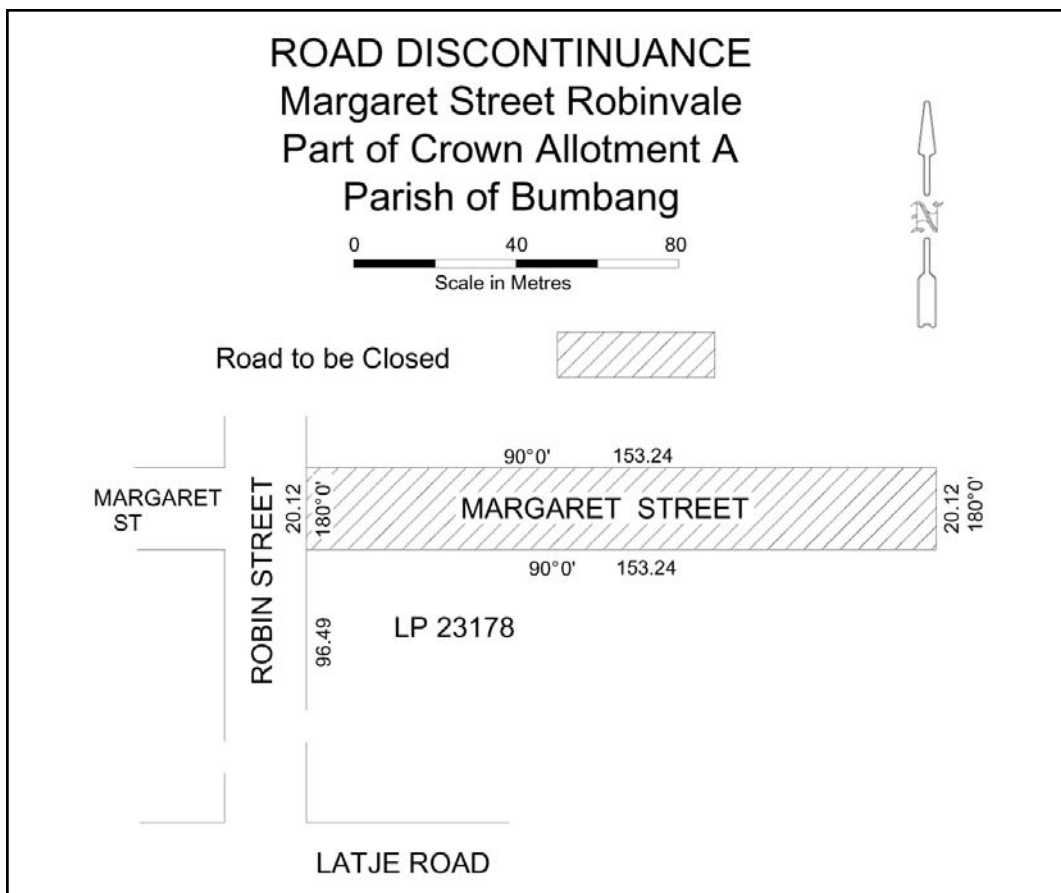 ROAD DISCONTINUANCE
Margaret Street Robinvale
Part of Crown Allotment A
Parish of Bumbang
0 40 80
Scale in Metres
N
Road to be Closed
90°0' 153.24
MARGARET
ST
ROBIN STREET
20.12
180°0'
MARGARET STREET
20.12
180°0'
90°0' 153.24
96.49
LP 23178
LATJE ROAD